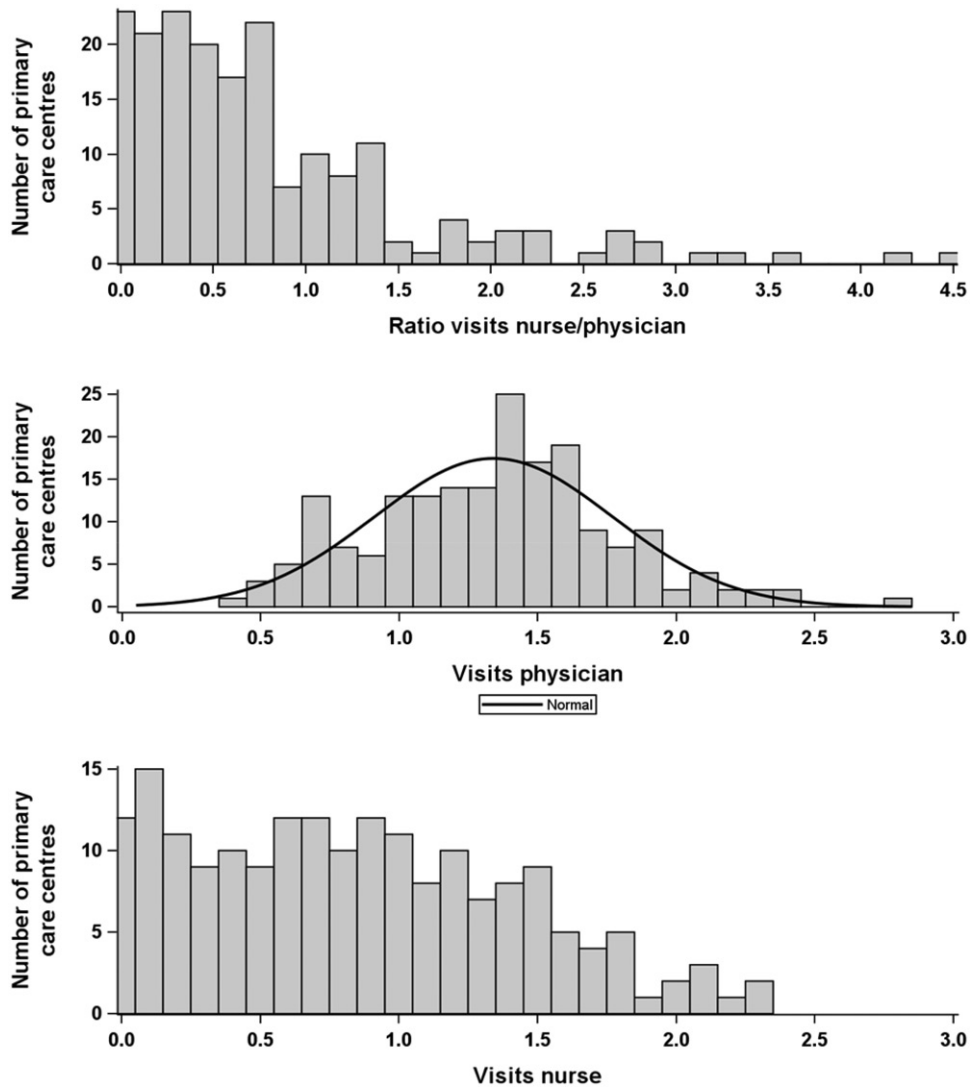 Number of primary
care centres
20
15
10
5
0
0.0 0.5 1.0 1.5 2.0 2.5 3.0 3.5 4.0 4.5
Ratio visits nurse/physician
Number of primary
care centres
25
20
15
10
5
0
0.0 0.5 1.0 1.5 2.0 2.5 3.0
Visits physician
Normal
Number of primary
care centres
15
10
5
0
0.0 0.5 1.0 1.5 2.0 2.5 3.0
Visits nurse